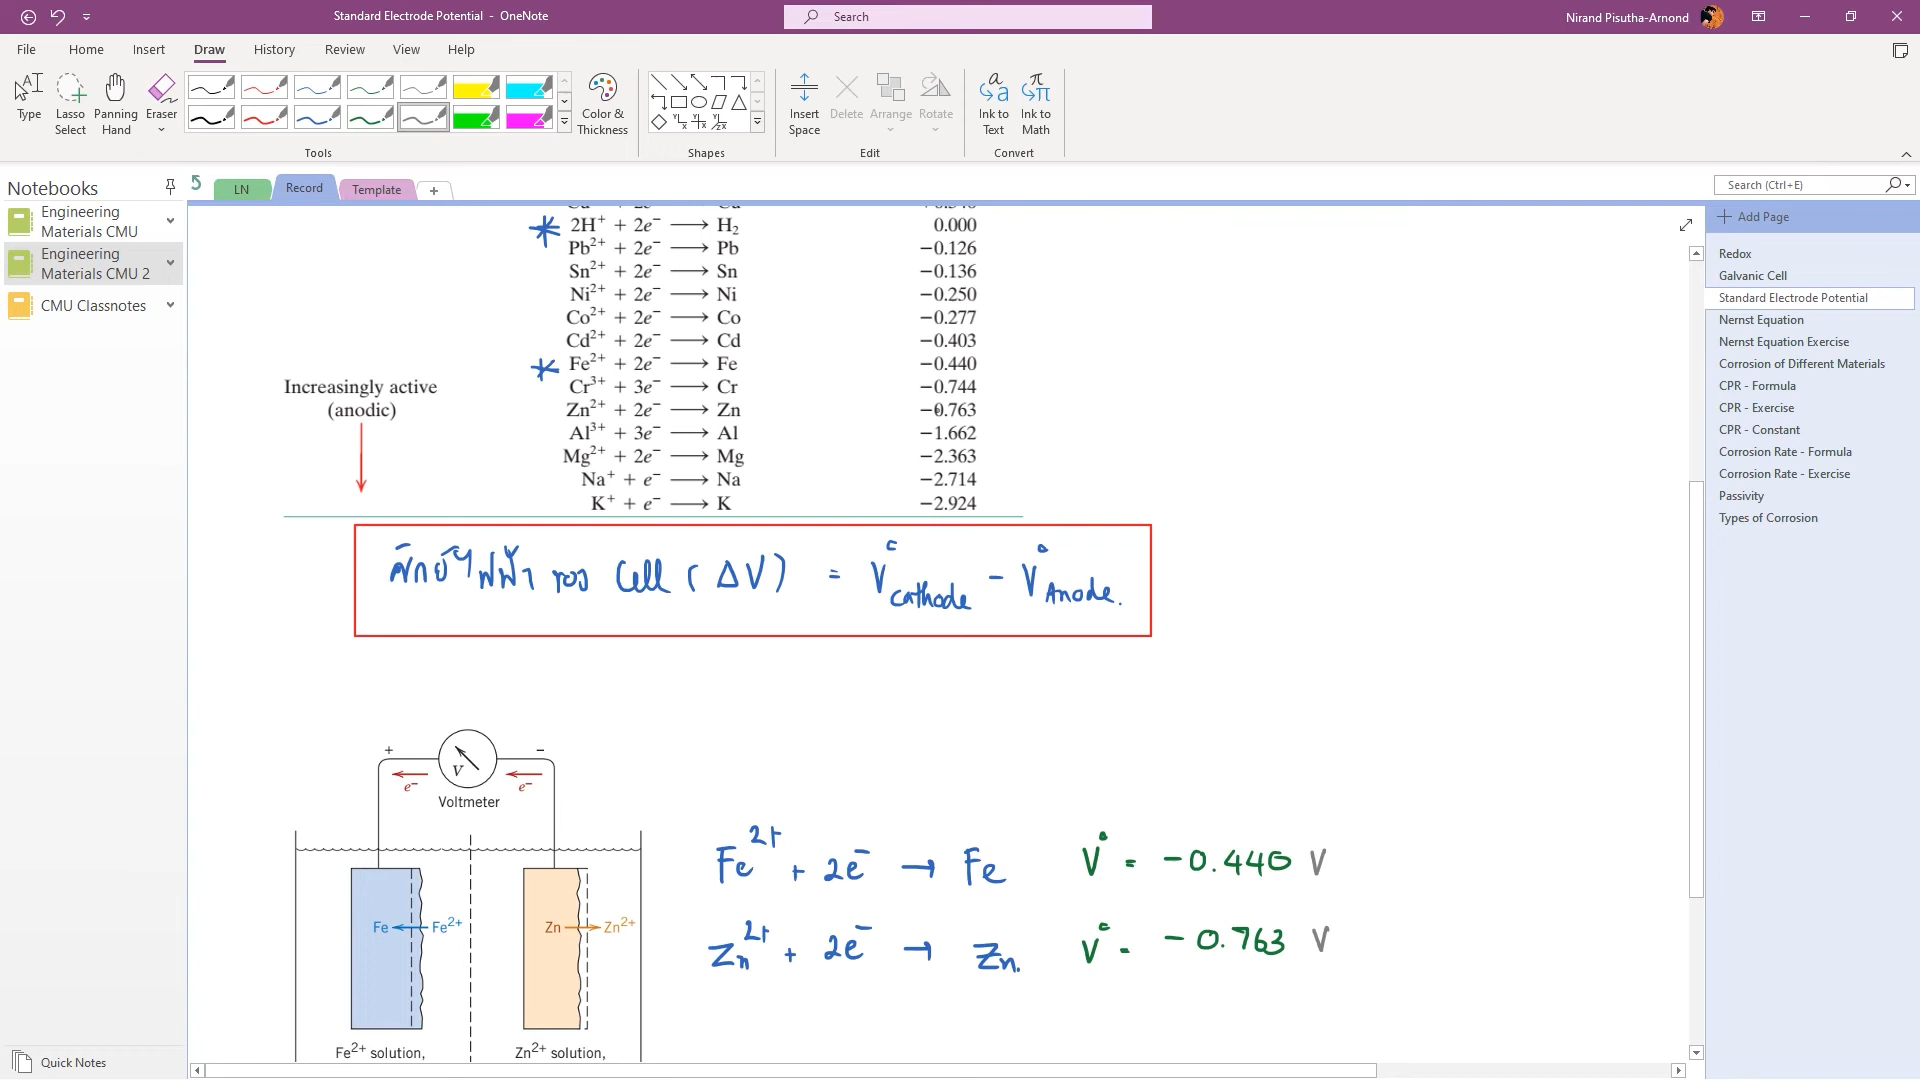 Standard Electrode Potential - OneNote
Search
Nirand Pisutha-Arnond
File Home Insert Draw History Review View Help
Type
Lasso Select
Panning Hand
Eraser
Color & Thickness
Insert Space
Delete
Arrange
Rotate
Ink to Text
Ink to Math
Tools
Shapes
Edit
Convert
Notebooks
Engineering Materials CMU
Engineering Materials CMU 2
CMU Classnotes
Quick Notes
LN
Record
Template
Search (Ctrl+E)
2H⁺ + 2e⁻ ⟶ H₂ 0.000
Pb²⁺ + 2e⁻ ⟶ Pb −0.126
Sn²⁺ + 2e⁻ ⟶ Sn −0.136
Ni²⁺ + 2e⁻ ⟶ Ni −0.250
Co²⁺ + 2e⁻ ⟶ Co −0.277
Cd²⁺ + 2e⁻ ⟶ Cd −0.403
Fe²⁺ + 2e⁻ ⟶ Fe −0.440
Cr³⁺ + 3e⁻ ⟶ Cr −0.744
Zn²⁺ + 2e⁻ ⟶ Zn −0.763
Al³⁺ + 3e⁻ ⟶ Al −1.662
Mg²⁺ + 2e⁻ ⟶ Mg −2.363
Na⁺ + e⁻ ⟶ Na −2.714
K⁺ + e⁻ ⟶ K −2.924
Increasingly active
(anodic)
ศักย์ไฟฟ้า ของ Cell (ΔV) = V° Cathode - V° Anode.
+ −
V
e⁻ e⁻
Voltmeter
Fe Fe²⁺
Zn Zn²⁺
Fe²⁺ solution,
Zn²⁺ solution,
Fe²⁺ + 2e⁻ → Fe V° = -0.440 V
Zn²⁺ + 2e⁻ → Zn. V° = -0.763 V
Add Page
Redox
Galvanic Cell
Standard Electrode Potential
Nernst Equation
Nernst Equation Exercise
Corrosion of Different Materials
CPR - Formula
CPR - Exercise
CPR - Constant
Corrosion Rate - Formula
Corrosion Rate - Exercise
Passivity
Types of Corrosion